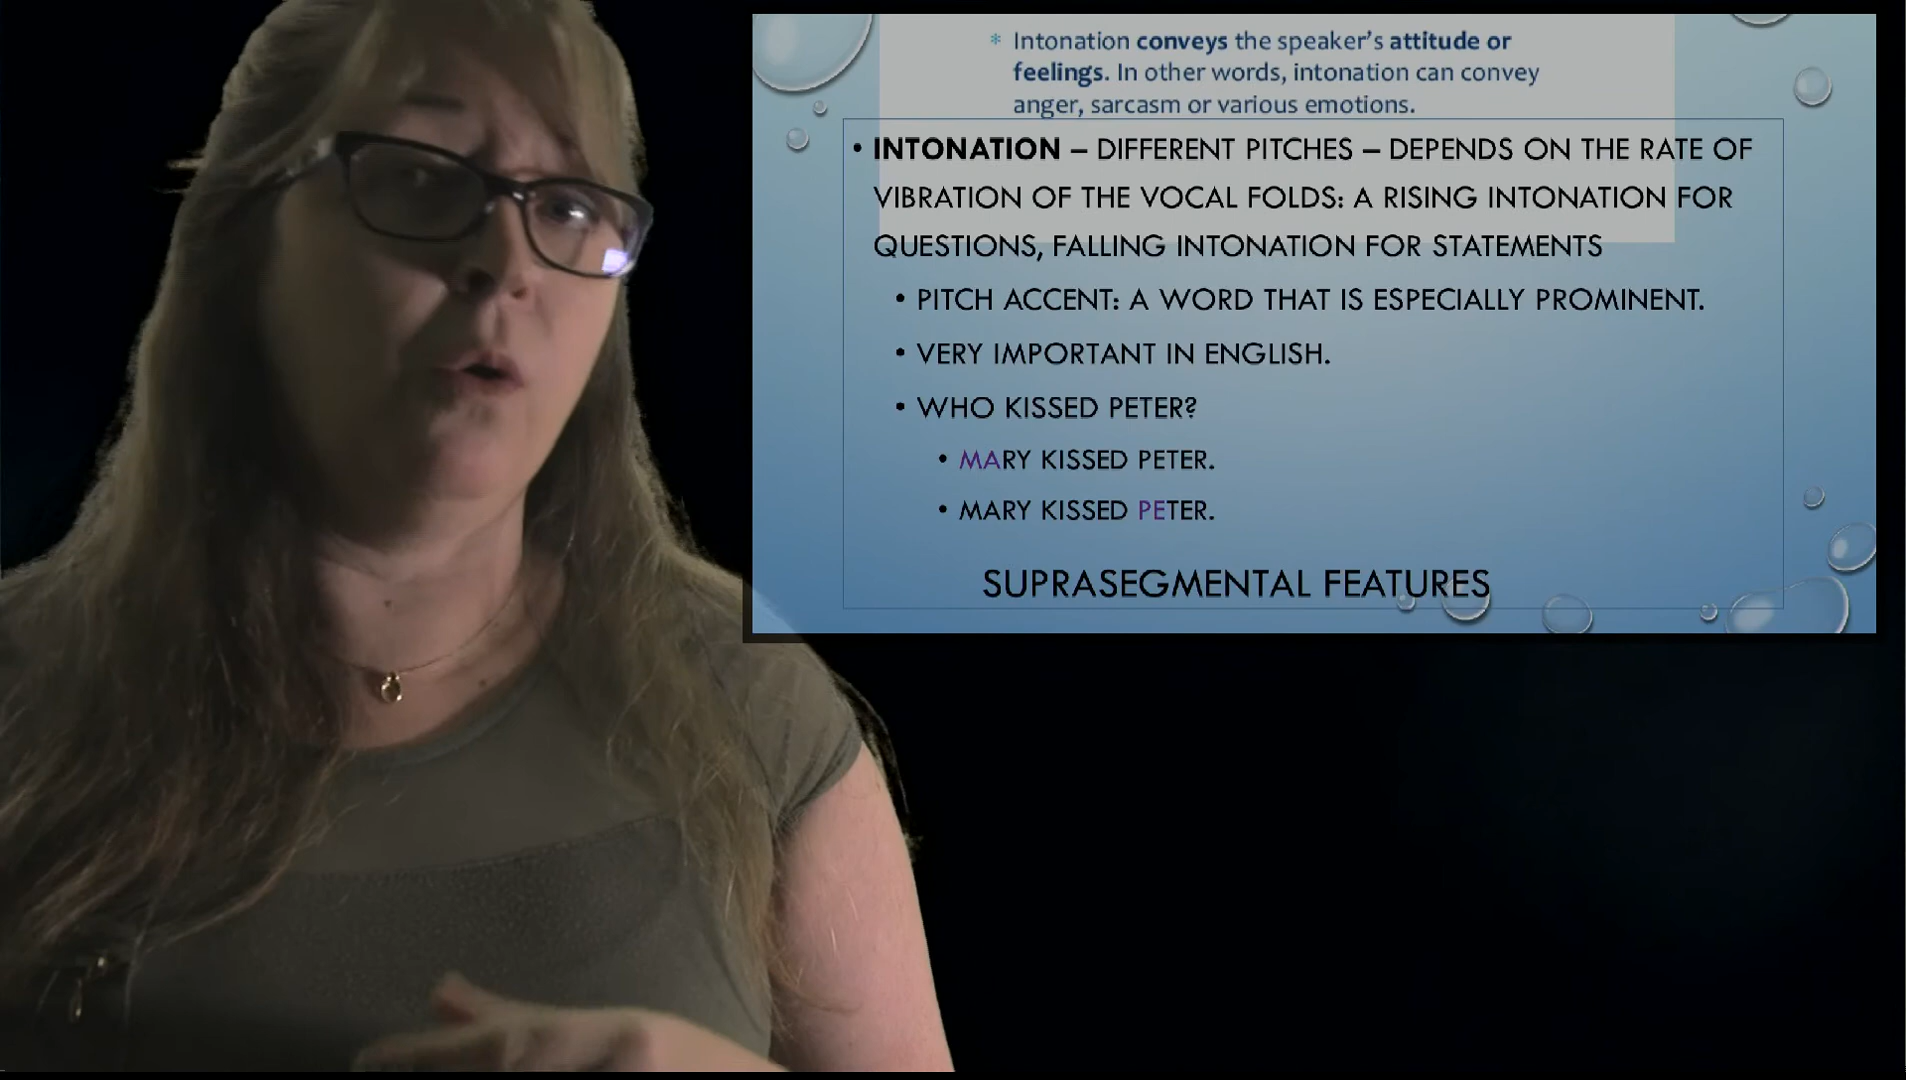 * Intonation conveys the speaker’s attitude or
feelings. In other words, intonation can convey
anger, sarcasm or various emotions.
• INTONATION – DIFFERENT PITCHES – DEPENDS ON THE RATE OF
VIBRATION OF THE VOCAL FOLDS: A RISING INTONATION FOR
QUESTIONS, FALLING INTONATION FOR STATEMENTS
• PITCH ACCENT: A WORD THAT IS ESPECIALLY PROMINENT.
• VERY IMPORTANT IN ENGLISH.
• WHO KISSED PETER?
• MARY KISSED PETER.
• MARY KISSED PETER.
SUPRASEGMENTAL FEATURES